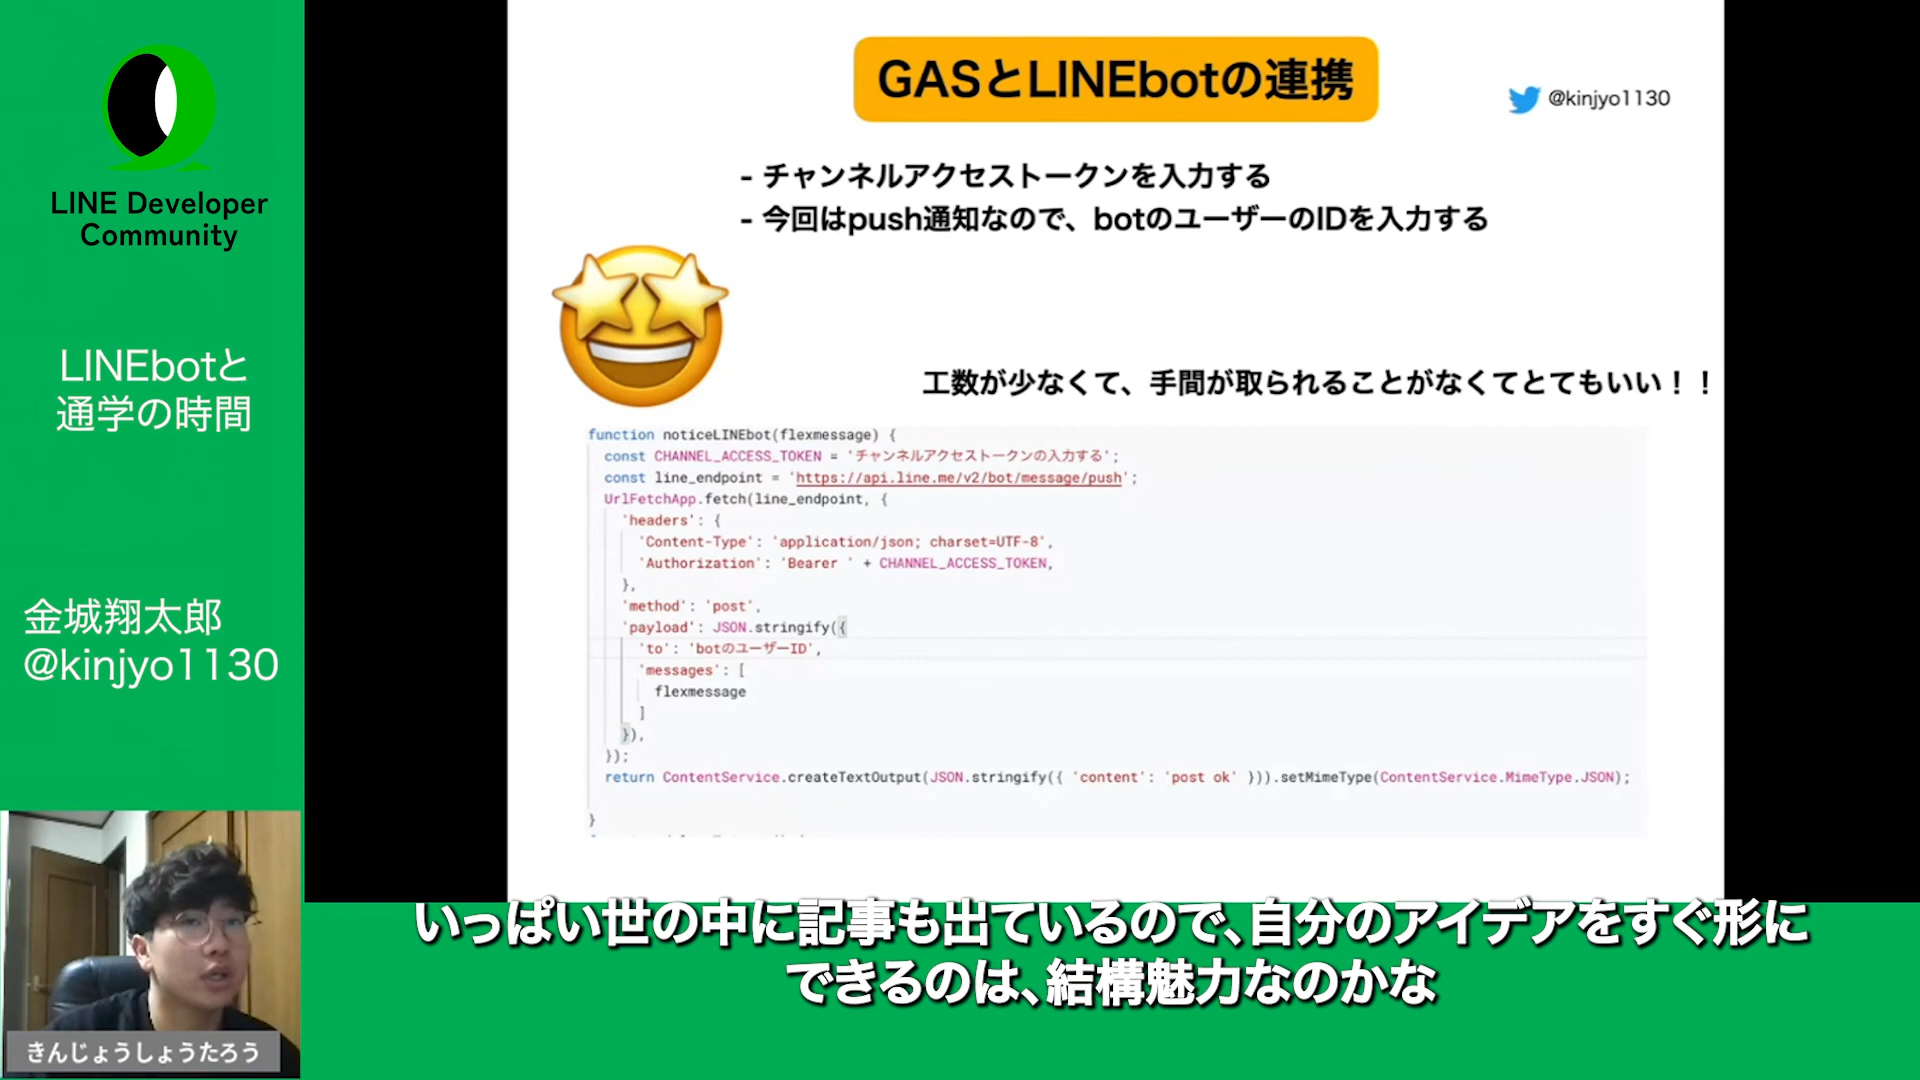 LINE Developer
Community
LINEbotと
通学の時間
金城翔太郎
@kinjyo1130
きんじょうしょうたろう
GASとLINEbotの連携
@kinjyo1130
- チャンネルアクセストークンを入力する
- 今回はpush通知なので、botのユーザーのIDを入力する
工数が少なくて、手間が取られることがなくてとてもいい！！
function noticeLINEbot(flexmessage) {
const CHANNEL_ACCESS_TOKEN = 'チャンネルアクセストークンの入力する';
const line_endpoint = 'https://api.line.me/v2/bot/message/push';
UrlFetchApp.fetch(line_endpoint, {
'headers': {
'Content-Type': 'application/json; charset=UTF-8',
'Authorization': 'Bearer ' + CHANNEL_ACCESS_TOKEN,
},
'method': 'post',
'payload': JSON.stringify({
'to': 'botのユーザーID',
'messages': [
flexmessage
]
}),
});
return ContentService.createTextOutput(JSON.stringify({ 'content': 'post ok' })).setMimeType(ContentService.MimeType.JSON);
}
いっぱい世の中に記事も出ているので、自分のアイデアをすぐ形に
できるのは、結構魅力なのかな